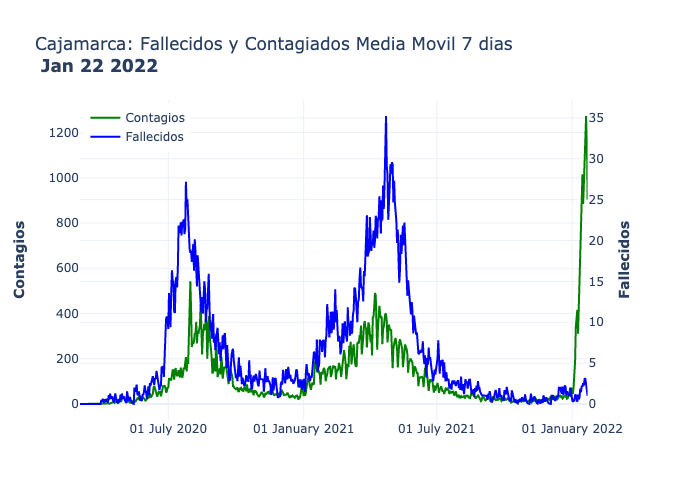 Cajamarca: Fallecidos y Contagiados Media Movil 7 dias
Jan 22 2022
Contagios
Fallecidos
1200
1000
800
600
400
200
0
Contagios
35
30
25
20
15
10
5
0
Fallecidos
01 July 2020
01 January 2021
01 July 2021
01 January 2022